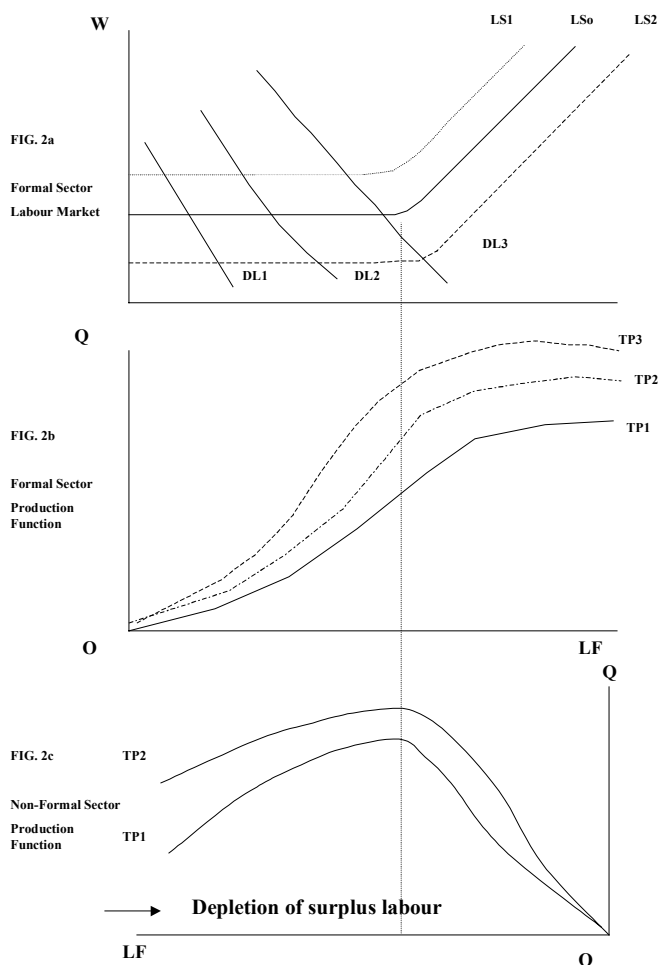 W
LS1 LSo LS2
FIG. 2a
Formal Sector
Labour Market
DL1 DL2 DL3
Q
TP3
TP2
TP1
FIG. 2b
Formal Sector
Production
Function
O LF
Q
FIG. 2c
TP2
Non-Formal Sector
Production
Function
TP1
Depletion of surplus labour
LF O